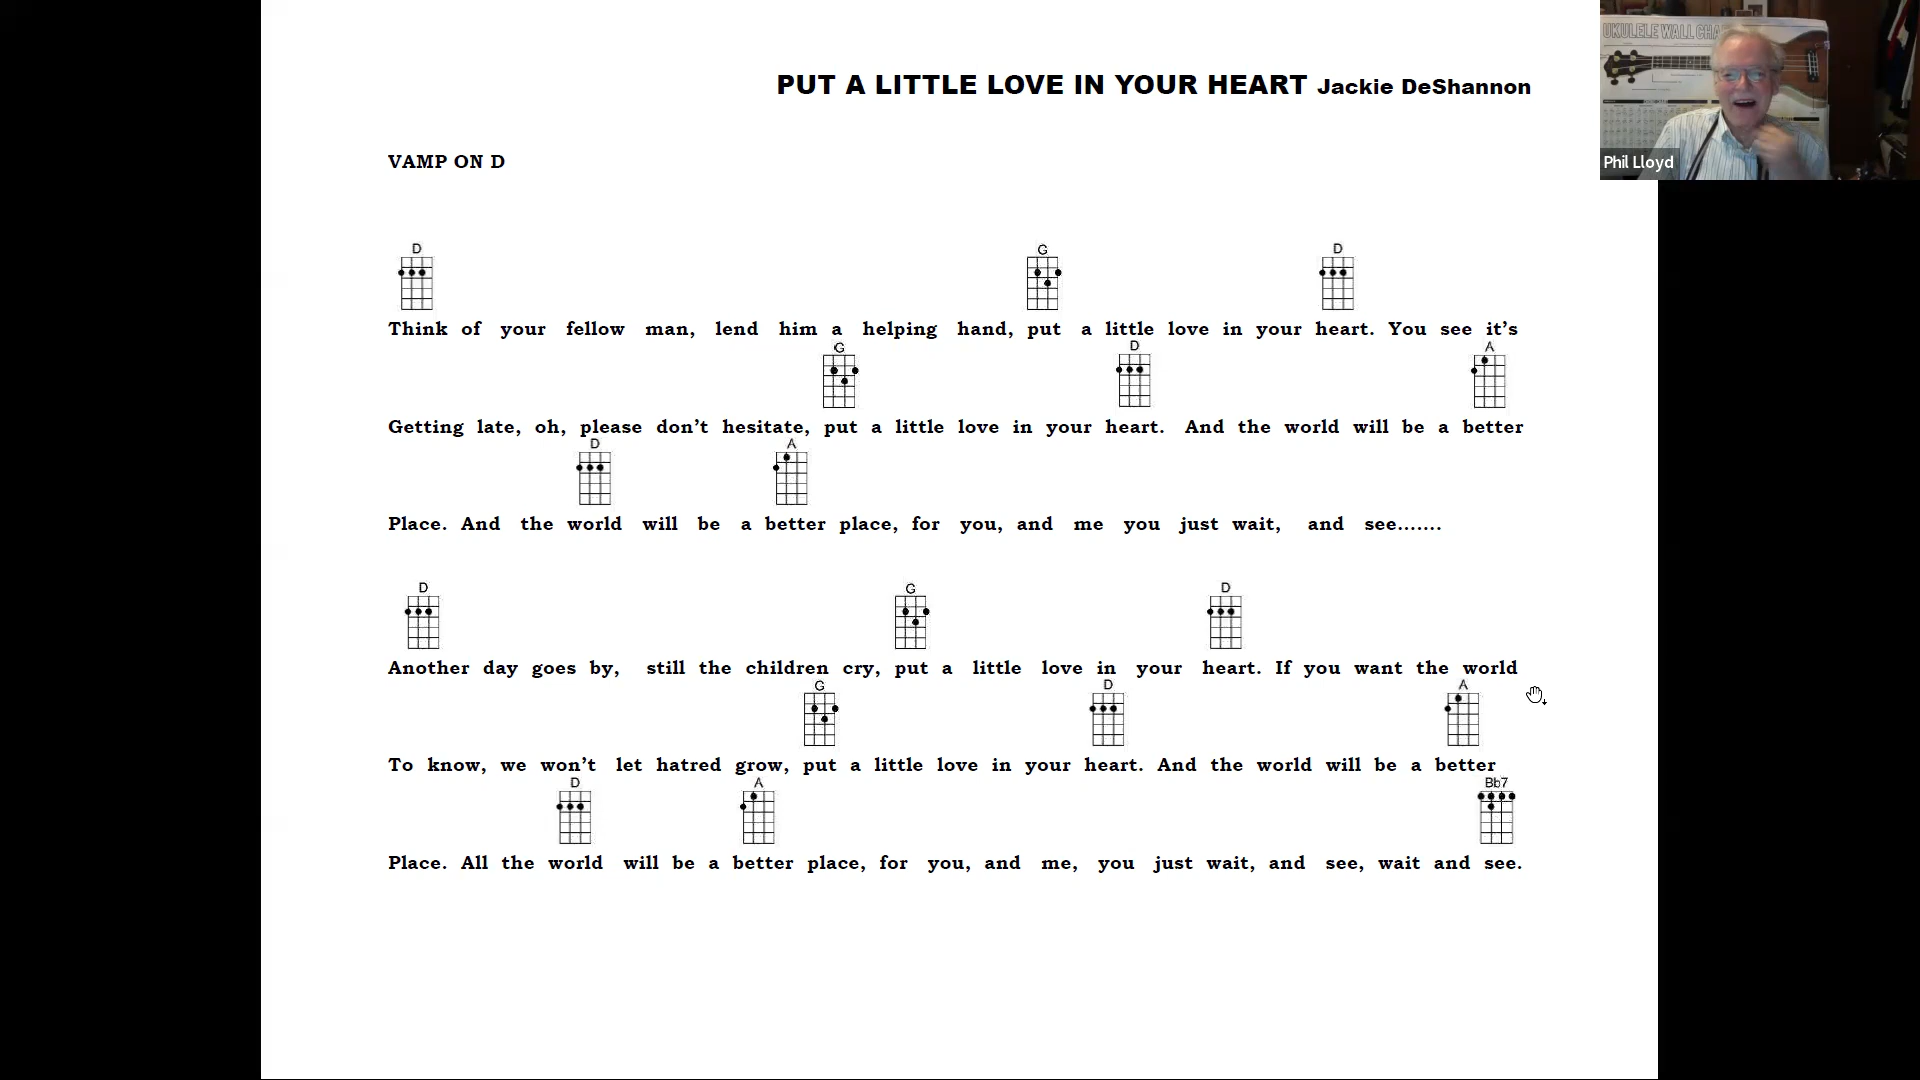 PUT A LITTLE LOVE IN YOUR HEART Jackie DeShannon
UKULELE WALL CHA
Phil Lloyd
VAMP ON D
D G D
Think of your fellow man, lend him a helping hand, put a little love in your heart. You see it’s
G D A
Getting late, oh, please don’t hesitate, put a little love in your heart. And the world will be a better
D A
Place. And the world will be a better place, for you, and me you just wait, and see…….
D G D
Another day goes by, still the children cry, put a little love in your heart. If you want the world
G D A
To know, we won’t let hatred grow, put a little love in your heart. And the world will be a better
D A Bb7
Place. All the world will be a better place, for you, and me, you just wait, and see, wait and see.